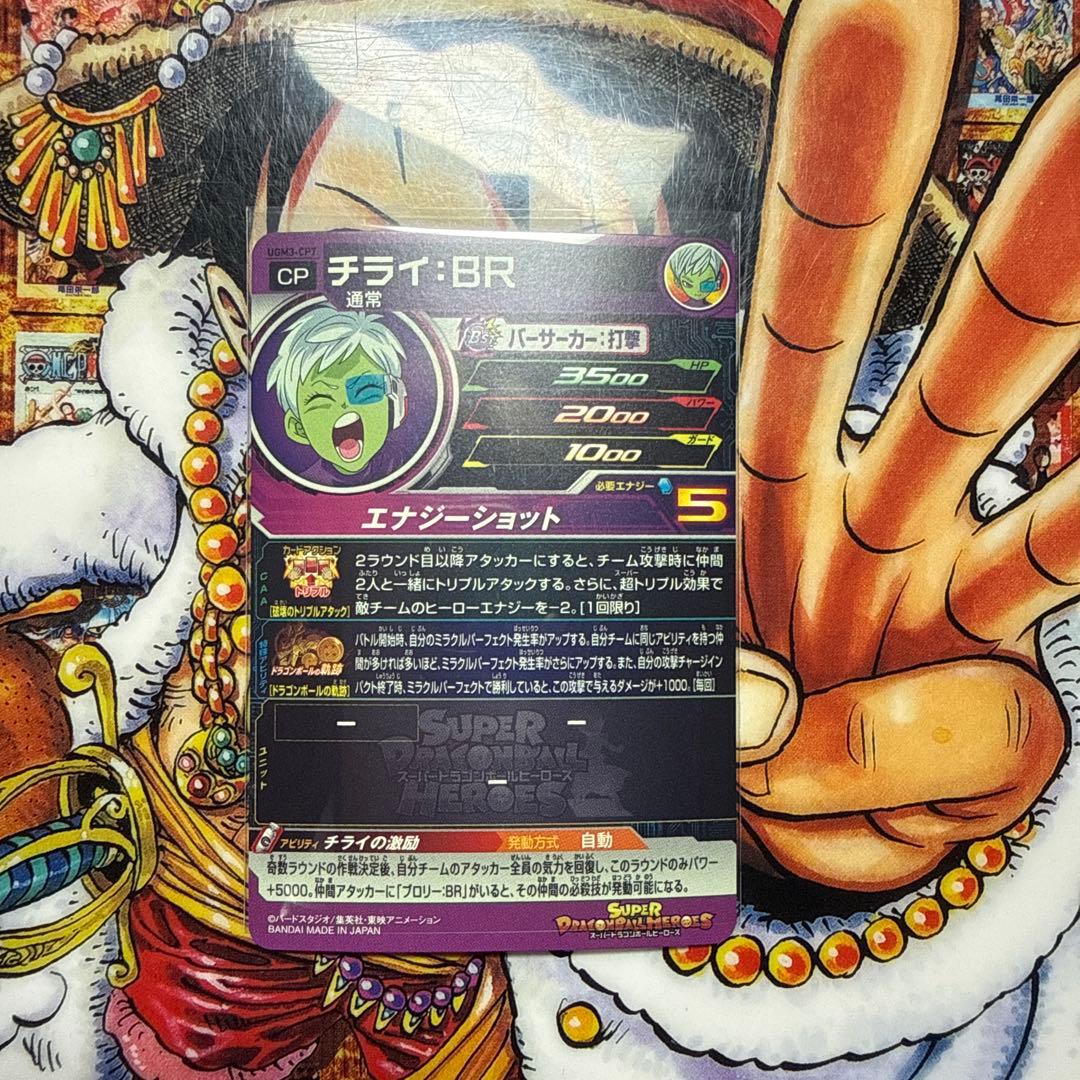 尾田栄一郎
尾田栄一郎
UGM3-CP7
CP
チライ：BR
通常
Bs
バーサーカー：打撃
HP
3500
パワー
2000
ガード
1000
必要エナジー
5
エナジーショット
CAA
カードアクション
トリプル
[破壊のトリプルアタック]
2ラウンド目以降アタッカーにすると、チーム攻撃時に仲間
2人と一緒にトリプルアタックする。さらに、超トリプル効果で
敵チームのヒーローエナジーを－2。[1回限り]
特殊アビリティ
ドラゴンボールの軌跡
[ドラゴンボールの軌跡]
バトル開始時、自分のミラクルパーフェクト発生率がアップする。自分チームに同じアビリティを持つ仲
間が多ければ多いほど、ミラクルパーフェクト発生率がさらにアップする。また、自分の攻撃チャージイン
パクト終了時、ミラクルパーフェクトで勝利していると、この攻撃で与えるダメージが＋1000。[毎回]
ユニット
－
－
－
SUPER
DRAGONBALL
スーパードラゴンボールヒーローズ
HEROES
アビリティ チライの激励
発動方式 自動
奇数ラウンドの作戦決定後、自分チームのアタッカー全員の気力を回復し、このラウンドのみパワー
＋5000。仲間アタッカーに「ブロリー：BR」がいると、その仲間の必殺技が発動可能になる。
©バードスタジオ/集英社・東映アニメーション
BANDAI MADE IN JAPAN
SUPER
DRAGONBALL HEROES
スーパードラゴンボールヒーローズ